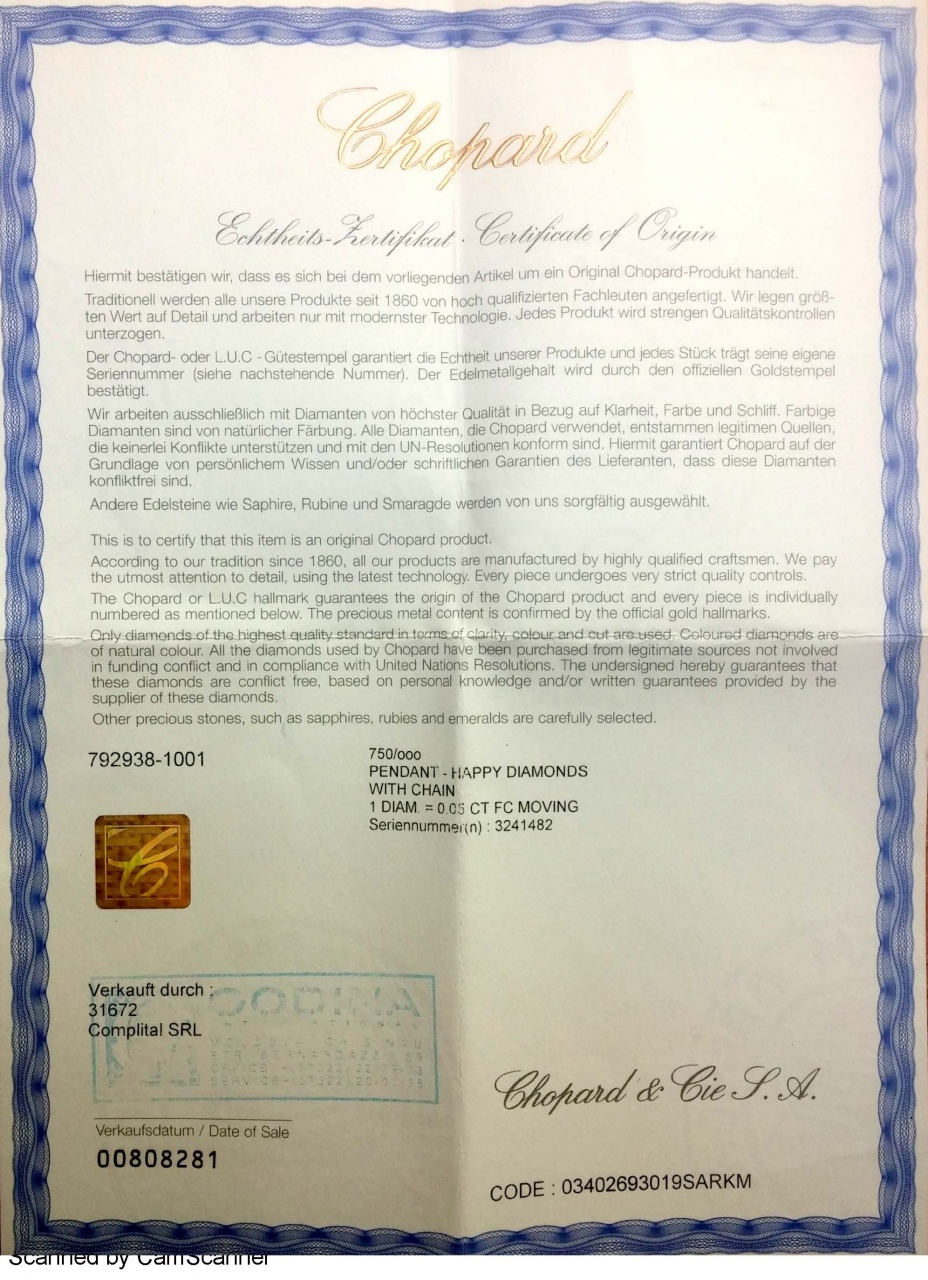 Chopard
Echtheits-Zertifikat · Certificate of Origin
Hiermit bestätigen wir, dass es sich bei dem vorliegenden Artikel um ein Original Chopard-Produkt handelt.
Traditionell werden alle unsere Produkte seit 1860 von hoch qualifizierten Fachleuten angefertigt. Wir legen größ-
ten Wert auf Detail und arbeiten nur mit modernster Technologie. Jedes Produkt wird strengen Qualitätskontrollen
unterzogen.
Der Chopard- oder L.U.C - Gütestempel garantiert die Echtheit unserer Produkte und jedes Stück trägt seine eigene
Seriennummer (siehe nachstehende Nummer). Der Edelmetallgehalt wird durch den offiziellen Goldstempel
bestätigt.
Wir arbeiten ausschließlich mit Diamanten von höchster Qualität in Bezug auf Klarheit, Farbe und Schliff. Farbige
Diamanten sind von natürlicher Färbung. Alle Diamanten, die Chopard verwendet, entstammen legitimen Quellen,
die keinerlei Konflikte unterstützen und mit den UN-Resolutionen konform sind. Hiermit garantiert Chopard auf der
Grundlage von persönlichem Wissen und/oder schriftlichen Garantien des Lieferanten, dass diese Diamanten
konfliktfrei sind.
Andere Edelsteine wie Saphire, Rubine und Smaragde werden von uns sorgfältig ausgewählt.
This is to certify that this item is an original Chopard product.
According to our tradition since 1860, all our products are manufactured by highly qualified craftsmen. We pay
the utmost attention to detail, using the latest technology. Every piece undergoes very strict quality controls.
The Chopard or L.U.C hallmark guarantees the origin of the Chopard product and every piece is individually
numbered as mentioned below. The precious metal content is confirmed by the official gold hallmarks.
Only diamonds of the highest quality standard in terms of clarity, colour and cut are used. Coloured diamonds are
of natural colour. All the diamonds used by Chopard have been purchased from legitimate sources not involved
in funding conflict and in compliance with United Nations Resolutions. The undersigned hereby guarantees that
these diamonds are conflict free, based on personal knowledge and/or written guarantees provided by the
supplier of these diamonds.
Other precious stones, such as sapphires, rubies and emeralds are carefully selected.
792938-1001
750/ooo
PENDANT - HAPPY DIAMONDS
WITH CHAIN
1 DIAM. = 0.05 CT FC MOVING
Seriennummer(n) : 3241482
Verkauft durch :
31672
Complital SRL
Chopard & Cie S. A.
Verkaufsdatum / Date of Sale
00808281
CODE : 03402693019SARKM
Scanned by CamScanner